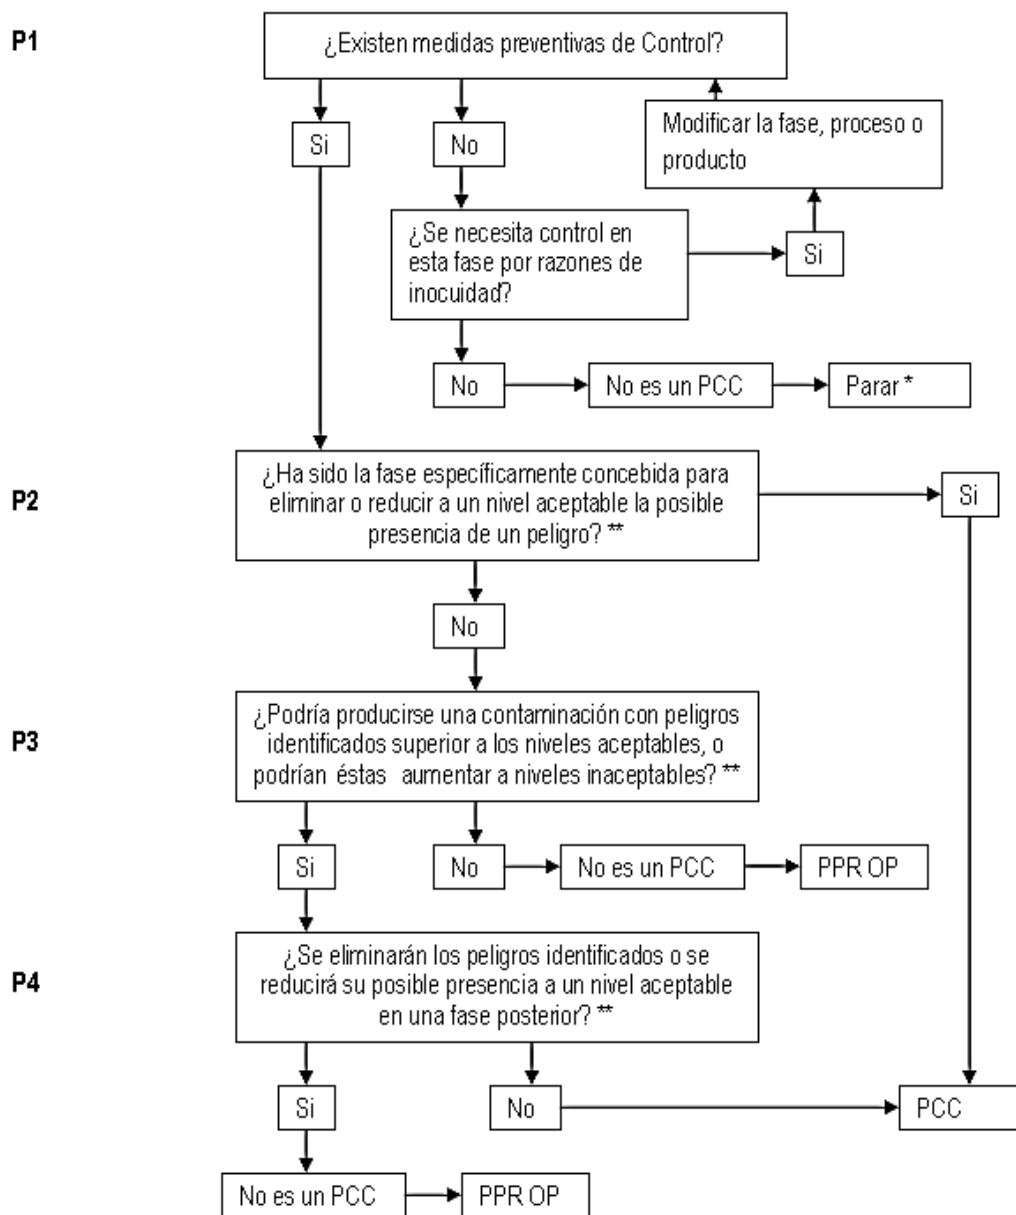 P1
¿Existen medidas preventivas de Control?
Si
No
Modificar la fase, proceso o
producto
¿Se necesita control en
esta fase por razones de
inocuidad?
Si
No
No es un PCC
Parar *
P2
¿Ha sido la fase específicamente concebida para
eliminar o reducir a un nivel aceptable la posible
presencia de un peligro? **
Si
No
P3
¿Podría producirse una contaminación con peligros
identificados superior a los niveles aceptables, o
podrían éstas aumentar a niveles inaceptables? **
Si
No
No es un PCC
PPR OP
P4
¿Se eliminarán los peligros identificados o se
reducirá su posible presencia a un nivel aceptable
en una fase posterior? **
Si
No
PCC
No es un PCC
PPR OP